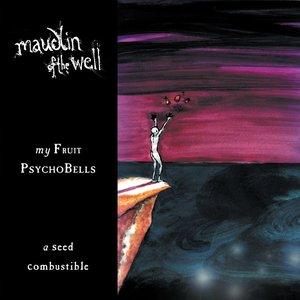 maudlin
of the well
my FRUIT
PSYCHOBELLS
a seed
combustible